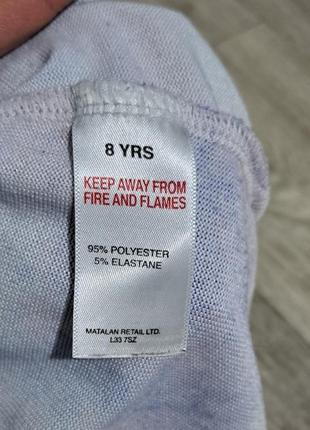 8 YRS
KEEP AWAY FROM
FIRE AND FLAMES
95% POLYESTER
5% ELASTANE
MATALAN RETAIL LTD.
L33 7SZ